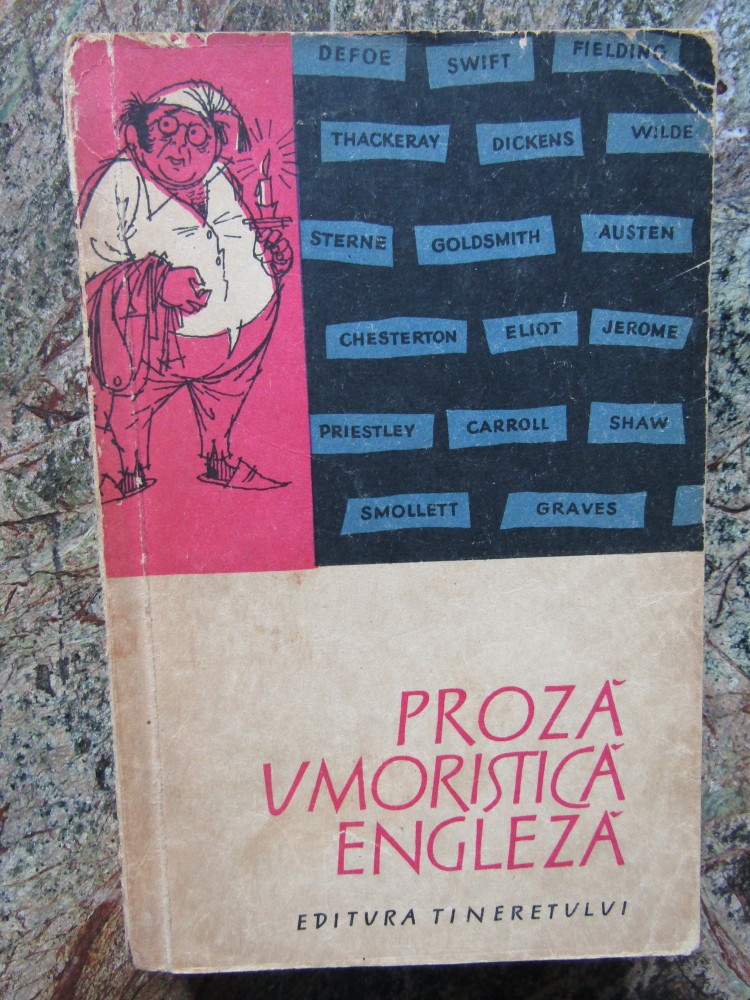 DEFOE SWIFT FIELDING
THACKERAY DICKENS WILDE
STERNE GOLDSMITH AUSTEN
CHESTERTON ELIOT JEROME
PRIESTLEY CARROLL SHAW
SMOLLETT GRAVES
PROZĂ
UMORISTICĂ
ENGLEZĂ
EDITURA TINERETULUI